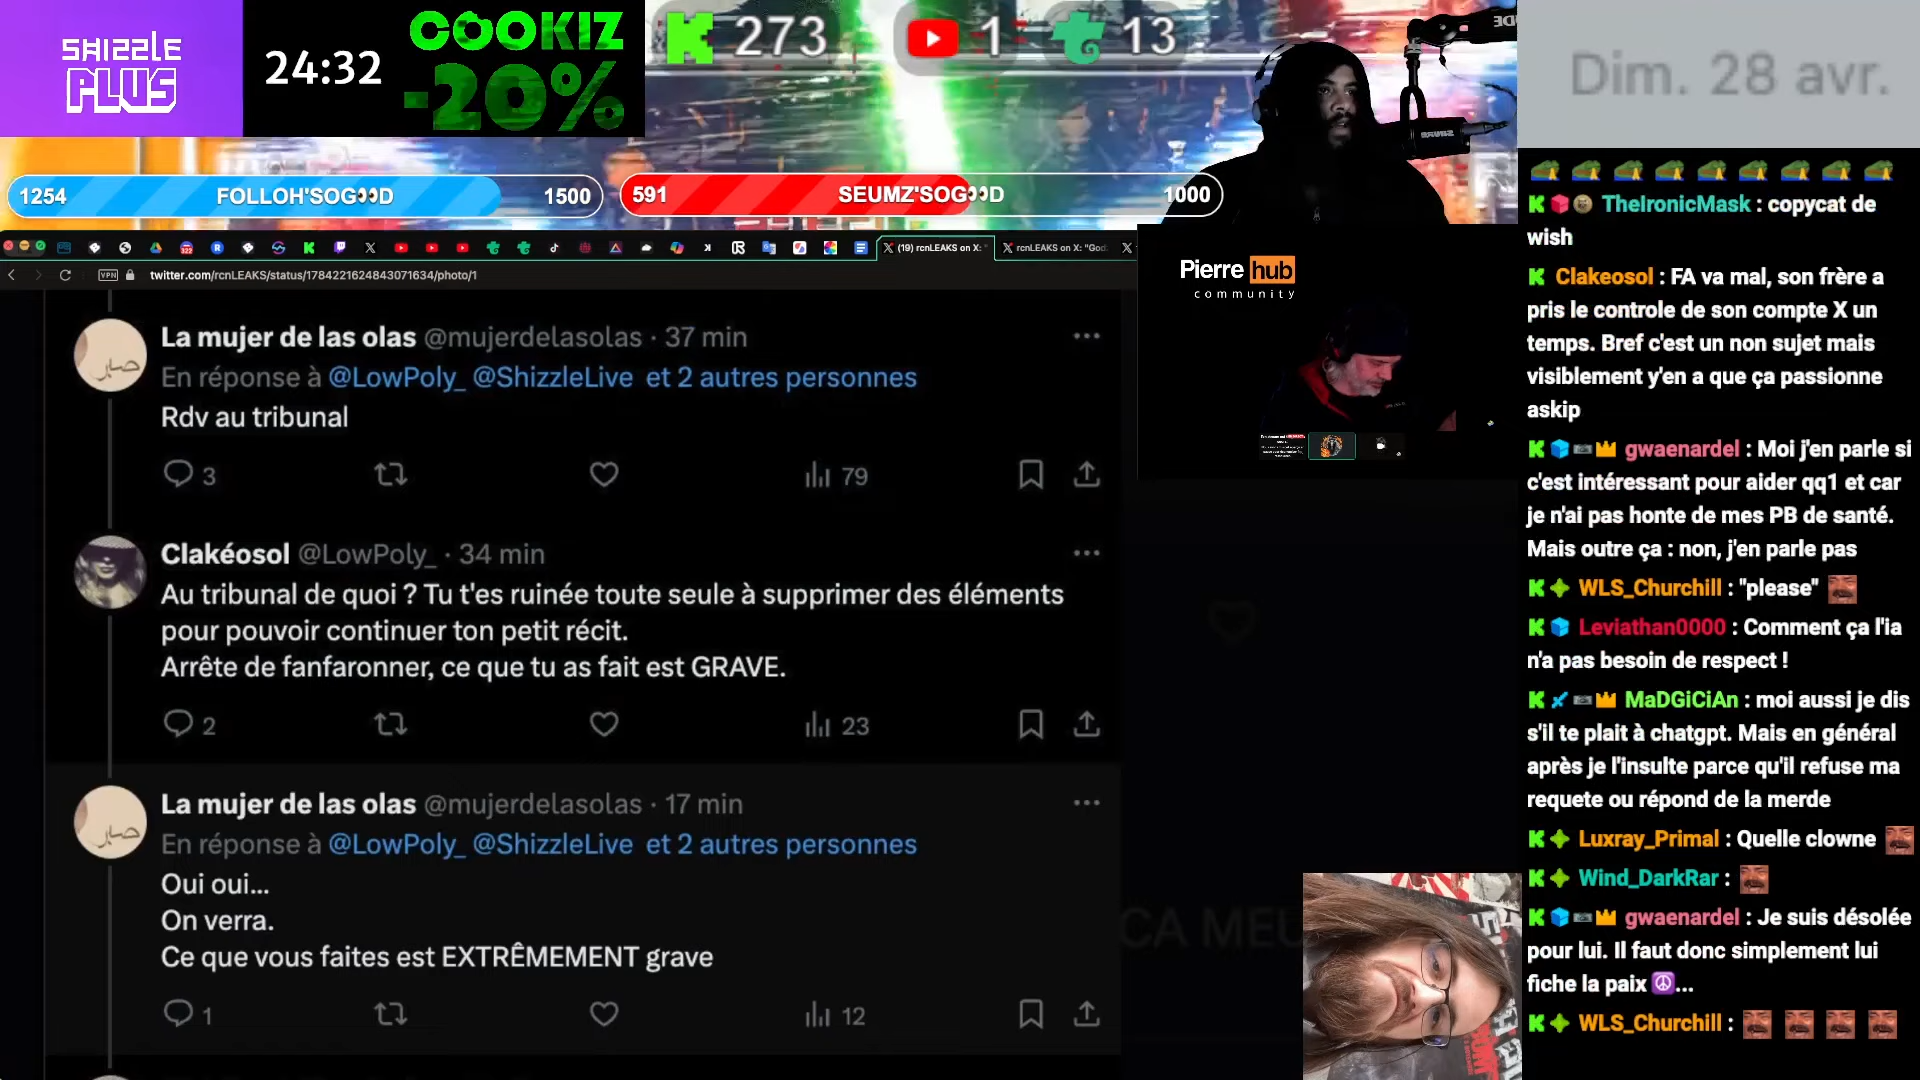 SHIZZLE
PLUS
24:32
COOKIZ
-20%
273
1
13
Dim. 28 avr.
1254
FOLLOH'SOG👀D
1500
591
SEUMZ'SOG👀D
1000
(19) rcnLEAKS on X: "
rcnLEAKS on X: "God
VPN
twitter.com/rcnLEAKS/status/1784221624843071634/photo/1
Pierre hub
community
La mujer de las olas @mujerdelasolas · 37 min
En réponse à @LowPoly_ @ShizzleLive et 2 autres personnes
Rdv au tribunal
3
79
Clakéosol @LowPoly_ · 34 min
Au tribunal de quoi ? Tu t'es ruinée toute seule à supprimer des éléments
pour pouvoir continuer ton petit récit.
Arrête de fanfaronner, ce que tu as fait est GRAVE.
2
23
La mujer de las olas @mujerdelasolas · 17 min
En réponse à @LowPoly_ @ShizzleLive et 2 autres personnes
Oui oui...
On verra.
Ce que vous faites est EXTRÊMEMENT grave
1
12
CA MEU
TheIronicMask : copycat de
wish
Clakeosol : FA va mal, son frère a
pris le controle de son compte X un
temps. Bref c'est un non sujet mais
visiblement y'en a que ça passionne
askip
gwaenardel : Moi j'en parle si
c'est intéressant pour aider qq1 et car
je n'ai pas honte de mes PB de santé.
Mais outre ça : non, j'en parle pas
WLS_Churchill : "please"
Leviathan0000 : Comment ça l'ia
n'a pas besoin de respect !
MaDGiCiAn : moi aussi je dis
s'il te plait à chatgpt. Mais en général
après je l'insulte parce qu'il refuse ma
requete ou répond de la merde
Luxray_Primal : Quelle clowne
Wind_DarkRar :
gwaenardel : Je suis désolée
pour lui. Il faut donc simplement lui
fiche la paix ☮...
WLS_Churchill :